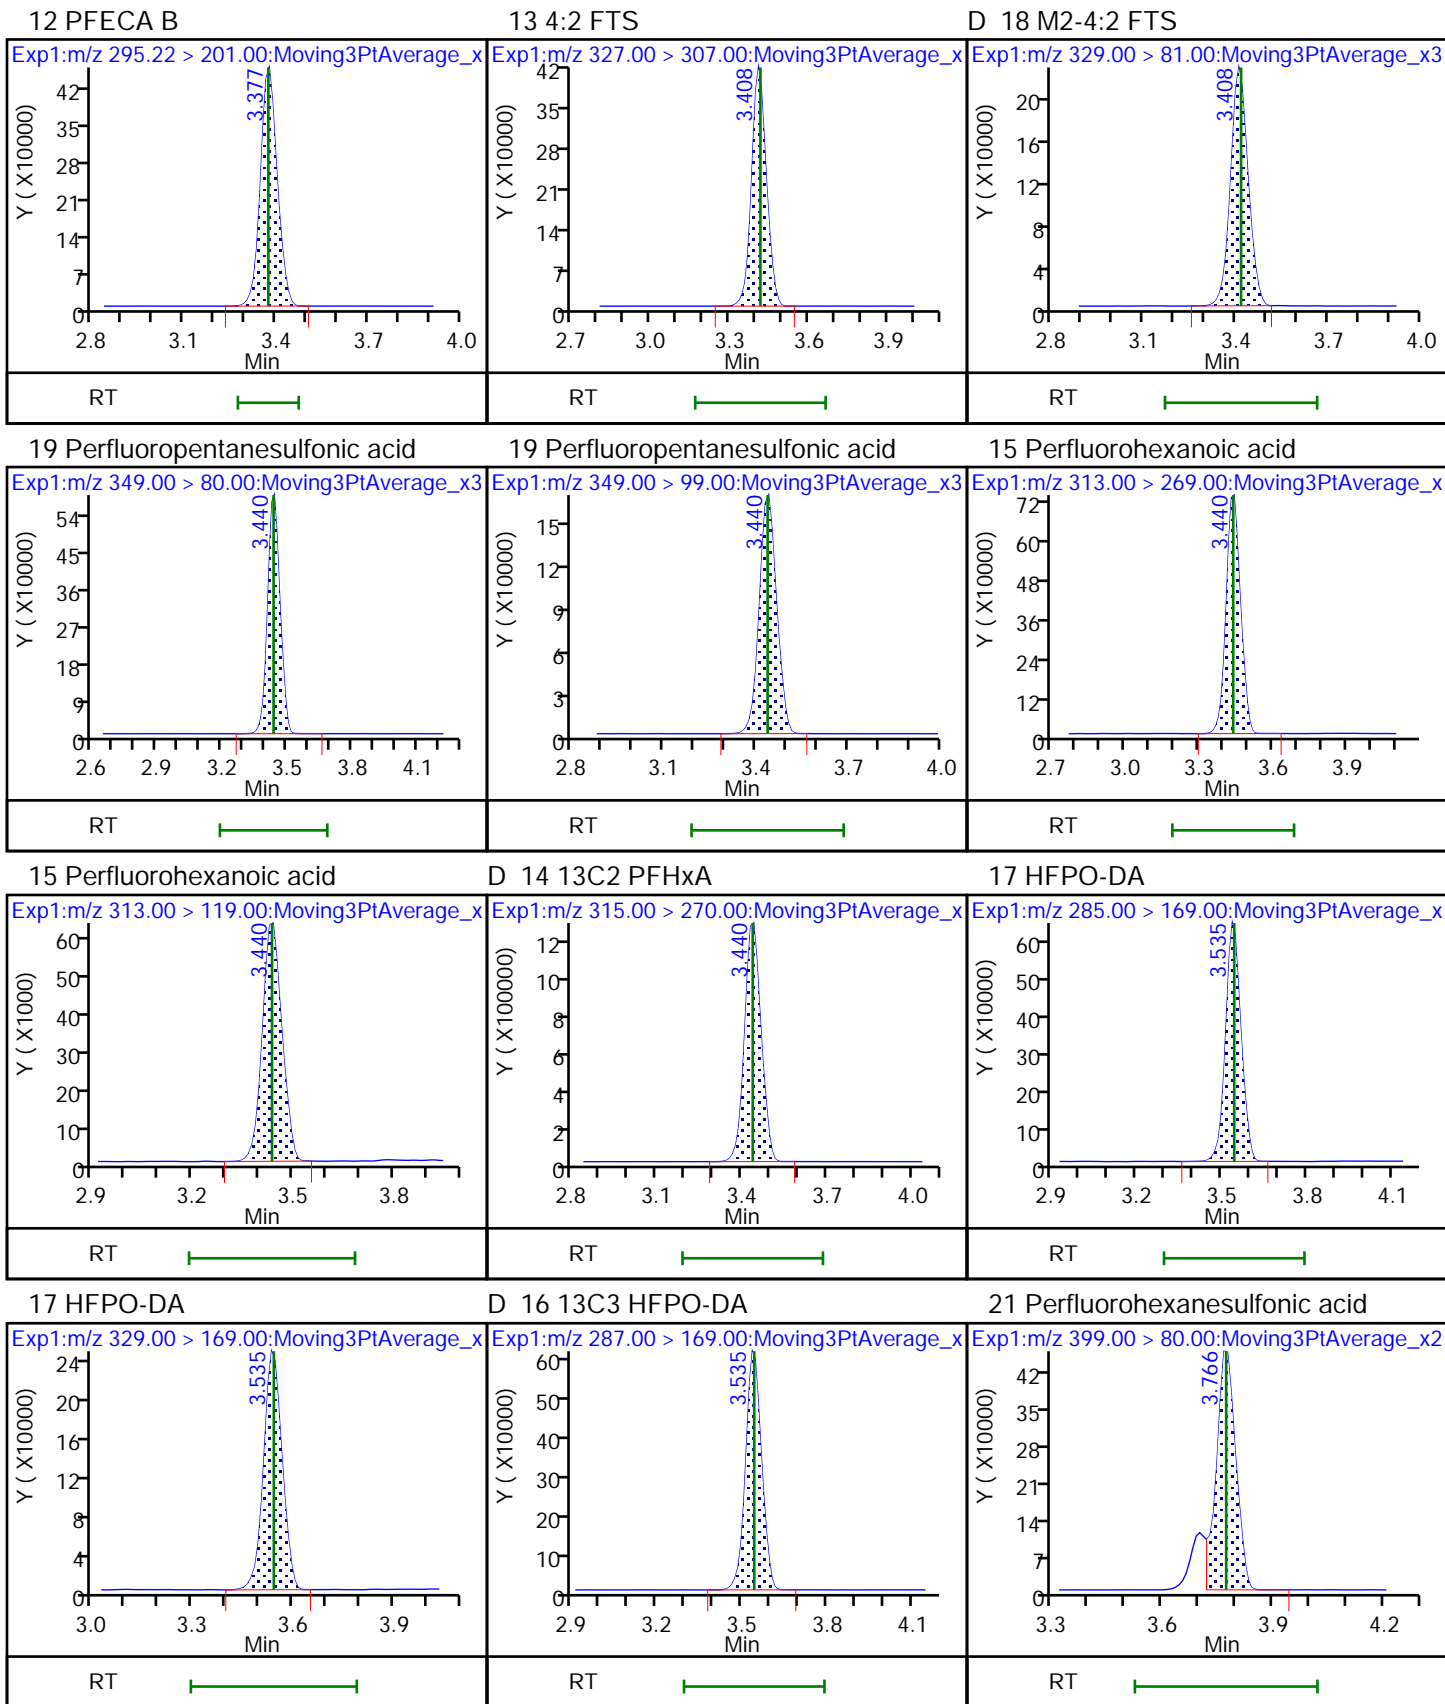 12 PFECA B
Exp1:m/z 295.22 > 201.00:Moving3PtAverage_x
3.377
Y ( X10000)
42
35
28
21
14
7
0
2.8 3.1 3.4 3.7 4.0
Min
RT
13 4:2 FTS
Exp1:m/z 327.00 > 307.00:Moving3PtAverage_x
3.408
Y ( X10000)
42
35
28
21
14
7
0
2.7 3.0 3.3 3.6 3.9
Min
RT
D 18 M2-4:2 FTS
Exp1:m/z 329.00 > 81.00:Moving3PtAverage_x3
3.408
Y ( X10000)
20
16
12
8
4
0
2.8 3.1 3.4 3.7 4.0
Min
RT
19 Perfluoropentanesulfonic acid
Exp1:m/z 349.00 > 80.00:Moving3PtAverage_x3
3.440
Y ( X10000)
54
45
36
27
18
9
0
2.6 2.9 3.2 3.5 3.8 4.1
Min
RT
19 Perfluoropentanesulfonic acid
Exp1:m/z 349.00 > 99.00:Moving3PtAverage_x3
3.440
Y ( X10000)
15
12
9
6
3
0
2.8 3.1 3.4 3.7 4.0
Min
RT
15 Perfluorohexanoic acid
Exp1:m/z 313.00 > 269.00:Moving3PtAverage_x
3.440
Y ( X10000)
72
60
48
36
24
12
0
2.7 3.0 3.3 3.6 3.9
Min
RT
15 Perfluorohexanoic acid
Exp1:m/z 313.00 > 119.00:Moving3PtAverage_x
3.440
Y ( X1000)
60
50
40
30
20
10
0
2.9 3.2 3.5 3.8
Min
RT
D 14 13C2 PFHxA
Exp1:m/z 315.00 > 270.00:Moving3PtAverage_x
3.440
Y ( X100000)
12
10
8
6
4
2
0
2.8 3.1 3.4 3.7 4.0
Min
RT
17 HFPO-DA
Exp1:m/z 285.00 > 169.00:Moving3PtAverage_x
3.535
Y ( X10000)
60
50
40
30
20
10
0
2.9 3.2 3.5 3.8 4.1
Min
RT
17 HFPO-DA
Exp1:m/z 329.00 > 169.00:Moving3PtAverage_x
3.535
Y ( X10000)
24
20
16
12
8
4
0
3.0 3.3 3.6 3.9
Min
RT
D 16 13C3 HFPO-DA
Exp1:m/z 287.00 > 169.00:Moving3PtAverage_x
3.535
Y ( X10000)
60
50
40
30
20
10
0
2.9 3.2 3.5 3.8 4.1
Min
RT
21 Perfluorohexanesulfonic acid
Exp1:m/z 399.00 > 80.00:Moving3PtAverage_x2
3.766
Y ( X10000)
42
35
28
21
14
7
0
3.3 3.6 3.9 4.2
Min
RT